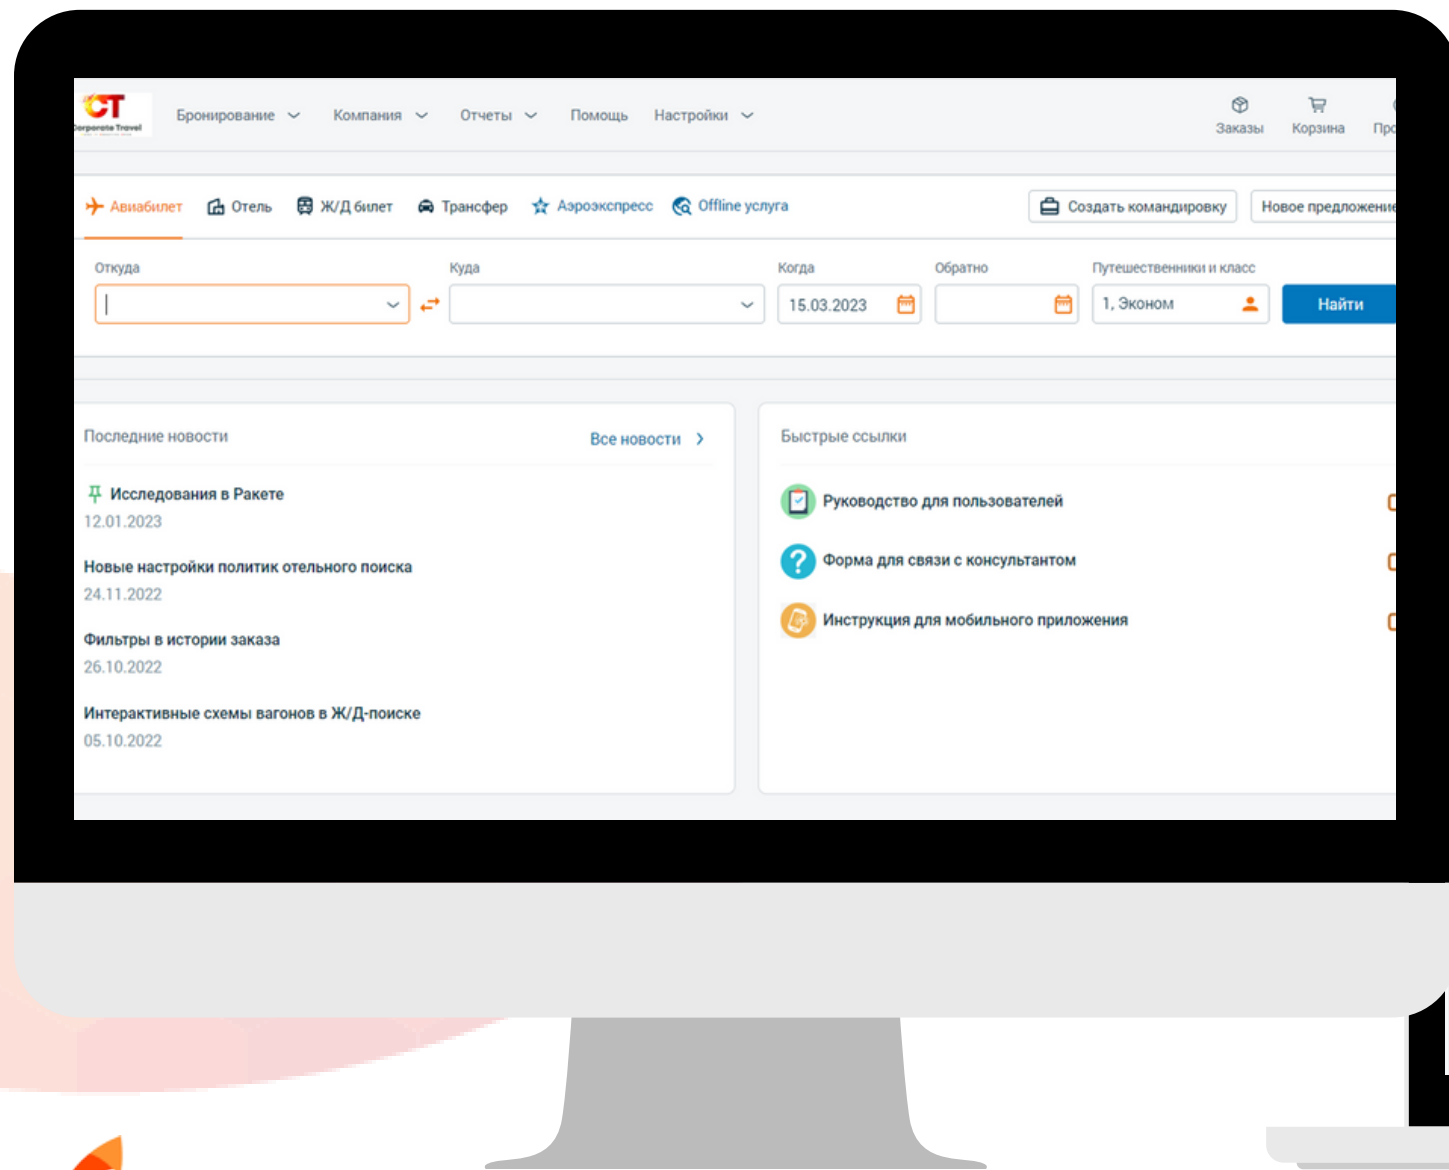 CT
Corporate Travel
Бронирование Компания Отчеты Помощь Настройки
Заказы Корзина
Авиабилет Отель Ж/Д билет Трансфер Аэроэкспресс Offline услуга Создать командировку Новое предложение
Откуда Куда Когда Обратно Путешественники и класс
15.03.2023 1, Эконом Найти
Последние новости Все новости
Исследования в Ракете
12.01.2023
Новые настройки политик отельного поиска
24.11.2022
Фильтры в истории заказа
26.10.2022
Интерактивные схемы вагонов в Ж/Д-поиске
05.10.2022
Быстрые ссылки
Руководство для пользователей
Форма для связи с консультантом
Инструкция для мобильного приложения